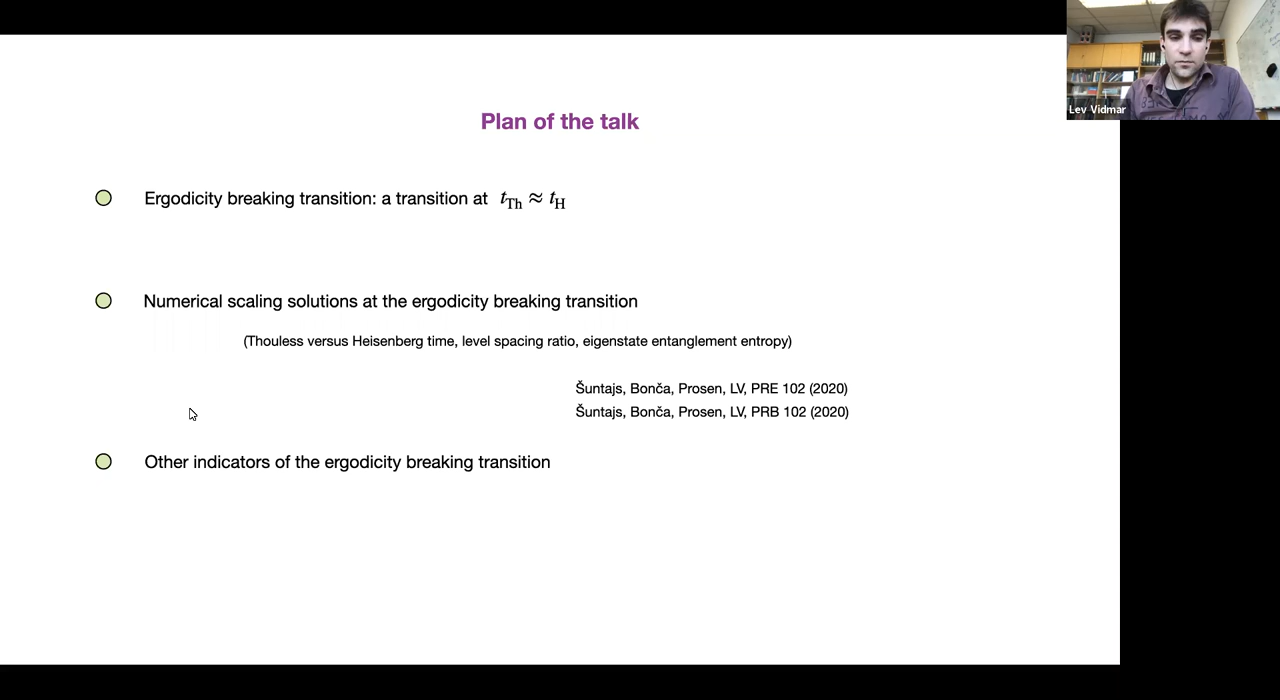 Plan of the talk
Lev Vidmar
Ergodicity breaking transition: a transition at t_Th ≈ t_H
Numerical scaling solutions at the ergodicity breaking transition
(Thouless versus Heisenberg time, level spacing ratio, eigenstate entanglement entropy)
Šuntajs, Bonča, Prosen, LV, PRE 102 (2020)
Šuntajs, Bonča, Prosen, LV, PRB 102 (2020)
Other indicators of the ergodicity breaking transition